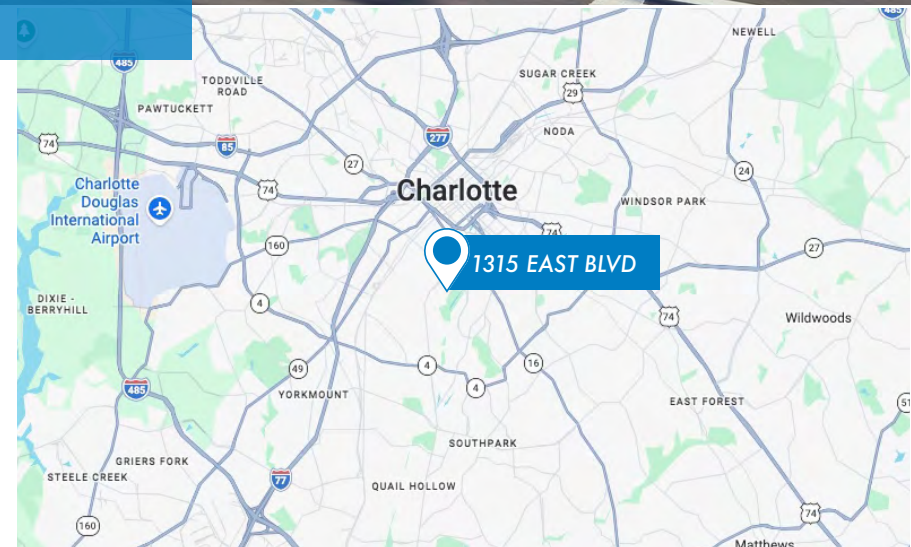 485
NEWELL
485
TODDVILLE
ROAD
SUGAR CREEK
29
PAWTUCKETT
277
NODA
74
85
27
24
Charlotte
Douglas
International
Airport
74
Charlotte
WINDSOR PARK
74
160
27
1315 EAST BLVD
DIXIE -
BERRYHILL
4
74
Wildwoods
49
4
16
4
485
YORKMOUNT
EAST FOREST
51
SOUTHPARK
GRIERS FORK
STEELE CREEK
77
QUAIL HOLLOW
160
74
Matthews